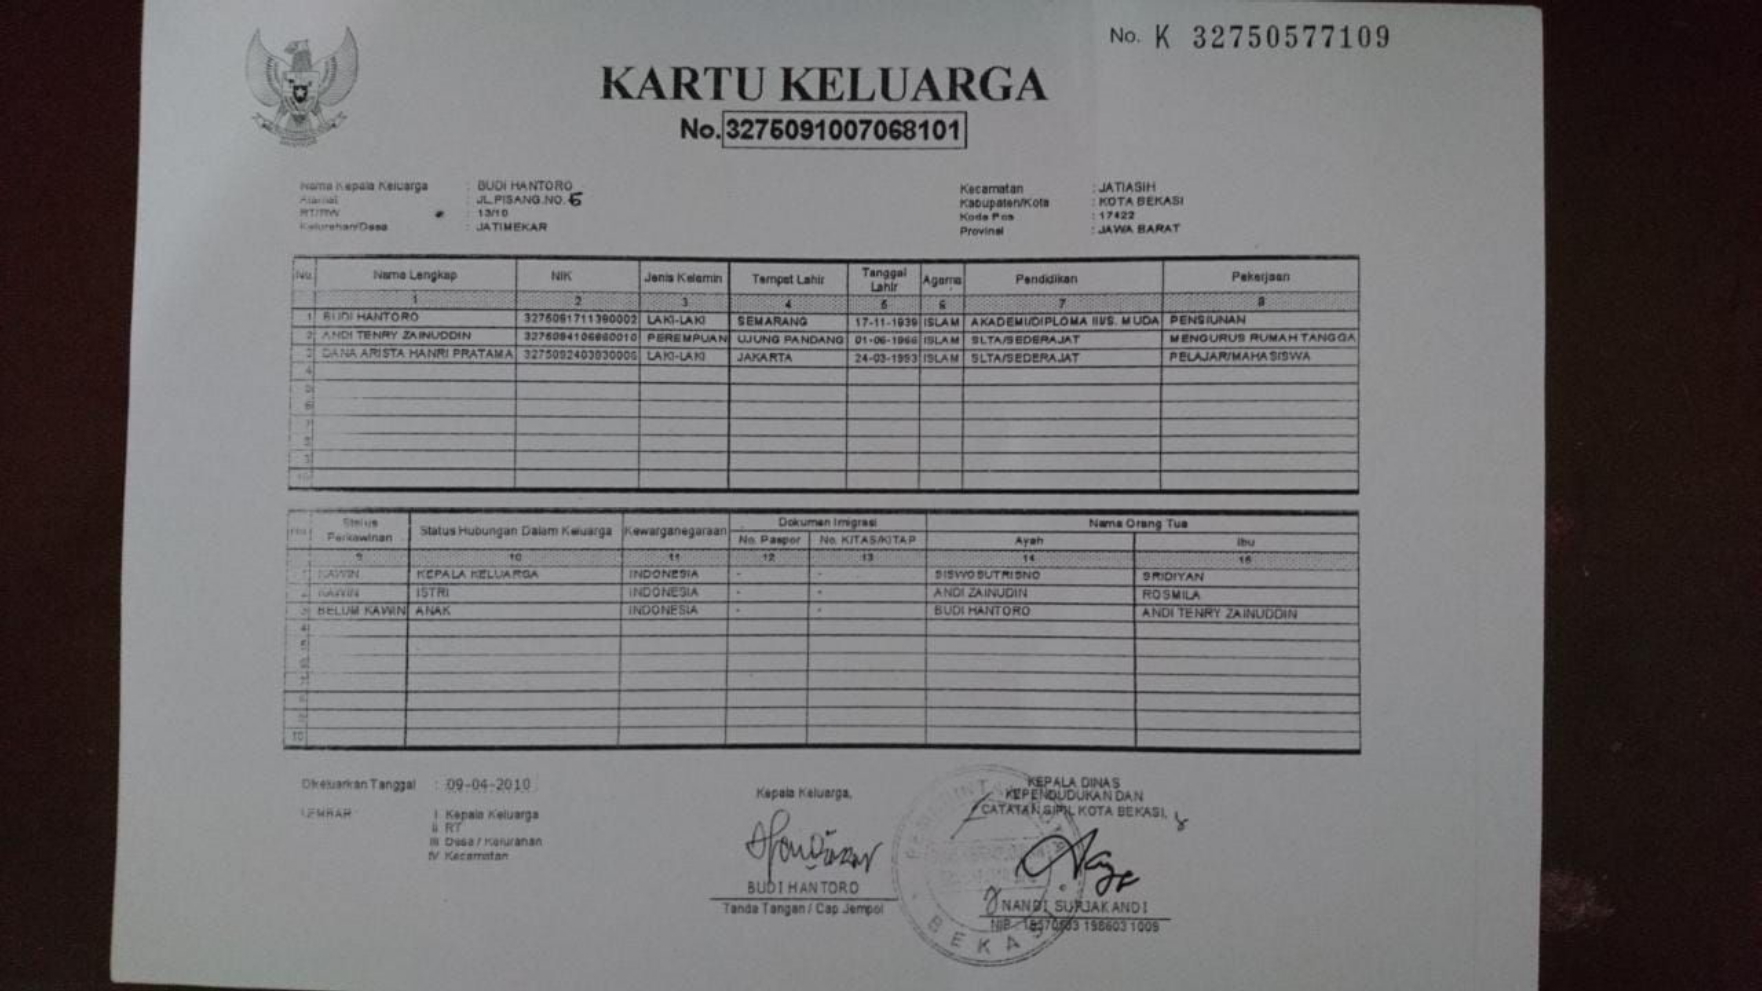 No. K 32750577109
KARTU KELUARGA
No. 3275091007068101
Nama Kepala Keluarga : BUDI HANTORO
Alamat : JL.PISANG.NO.5
RT/RW : 13/10
Kelurahan/Desa : JATIMEKAR
Kecamatan : JATIASIH
Kabupaten/Kota : KOTA BEKASI
Kode Pos : 17422
Provinsi : JAWA BARAT
No Nama Lengkap NIK Jenis Kelamin Tempat Lahir Tanggal Lahir Agama Pendidikan Pekerjaan
1 2 3 4 5 6 7 8
1 BUDI HANTORO 3275091711390002 LAKI-LAKI SEMARANG 17-11-1939 ISLAM AKADEMI/DIPLOMA III/S. MUDA PENSIUNAN
2 ANDI TENRY ZAINUDDIN PEREMPUAN UJUNG PANDANG 01-06-1966 ISLAM SLTA/SEDERAJAT MENGURUS RUMAH TANGGA
3 DANA ARISTA HANRI PRATAMA LAKI-LAKI JAKARTA 24-03-1993 ISLAM SLTA/SEDERAJAT PELAJAR/MAHASISWA
4
5
6
7
8
9
10
No Status Perkawinan Status Hubungan Dalam Keluarga Kewarganegaraan Dokumen Imigrasi Nama Orang Tua
No. Paspor No. KITAS/KITAP Ayah Ibu
9 10 11 12 13 14 15
1 KAWIN KEPALA KELUARGA INDONESIA - - SISWOSUTRISNO SRIDIYAN
2 KAWIN ISTRI INDONESIA - - ANDI ZAINUDIN ROSMILA
3 BELUM KAWIN ANAK INDONESIA - - BUDI HANTORO ANDI TENRY ZAINUDDIN
4
5
6
7
8
9
10
Dikeluarkan Tanggal : 09-04-2010
LEMBAR : I Kepala Keluarga
II RT
III Desa / Kelurahan
IV Kecamatan
Kepala Keluarga,
BUDI HANTORO
Tanda Tangan / Cap Jempol
KEPALA DINAS
KEPENDUDUKAN DAN
CATATAN SIPIL KOTA BEKASI,
NANDI SURJAKANDI
NIP
BEKASI